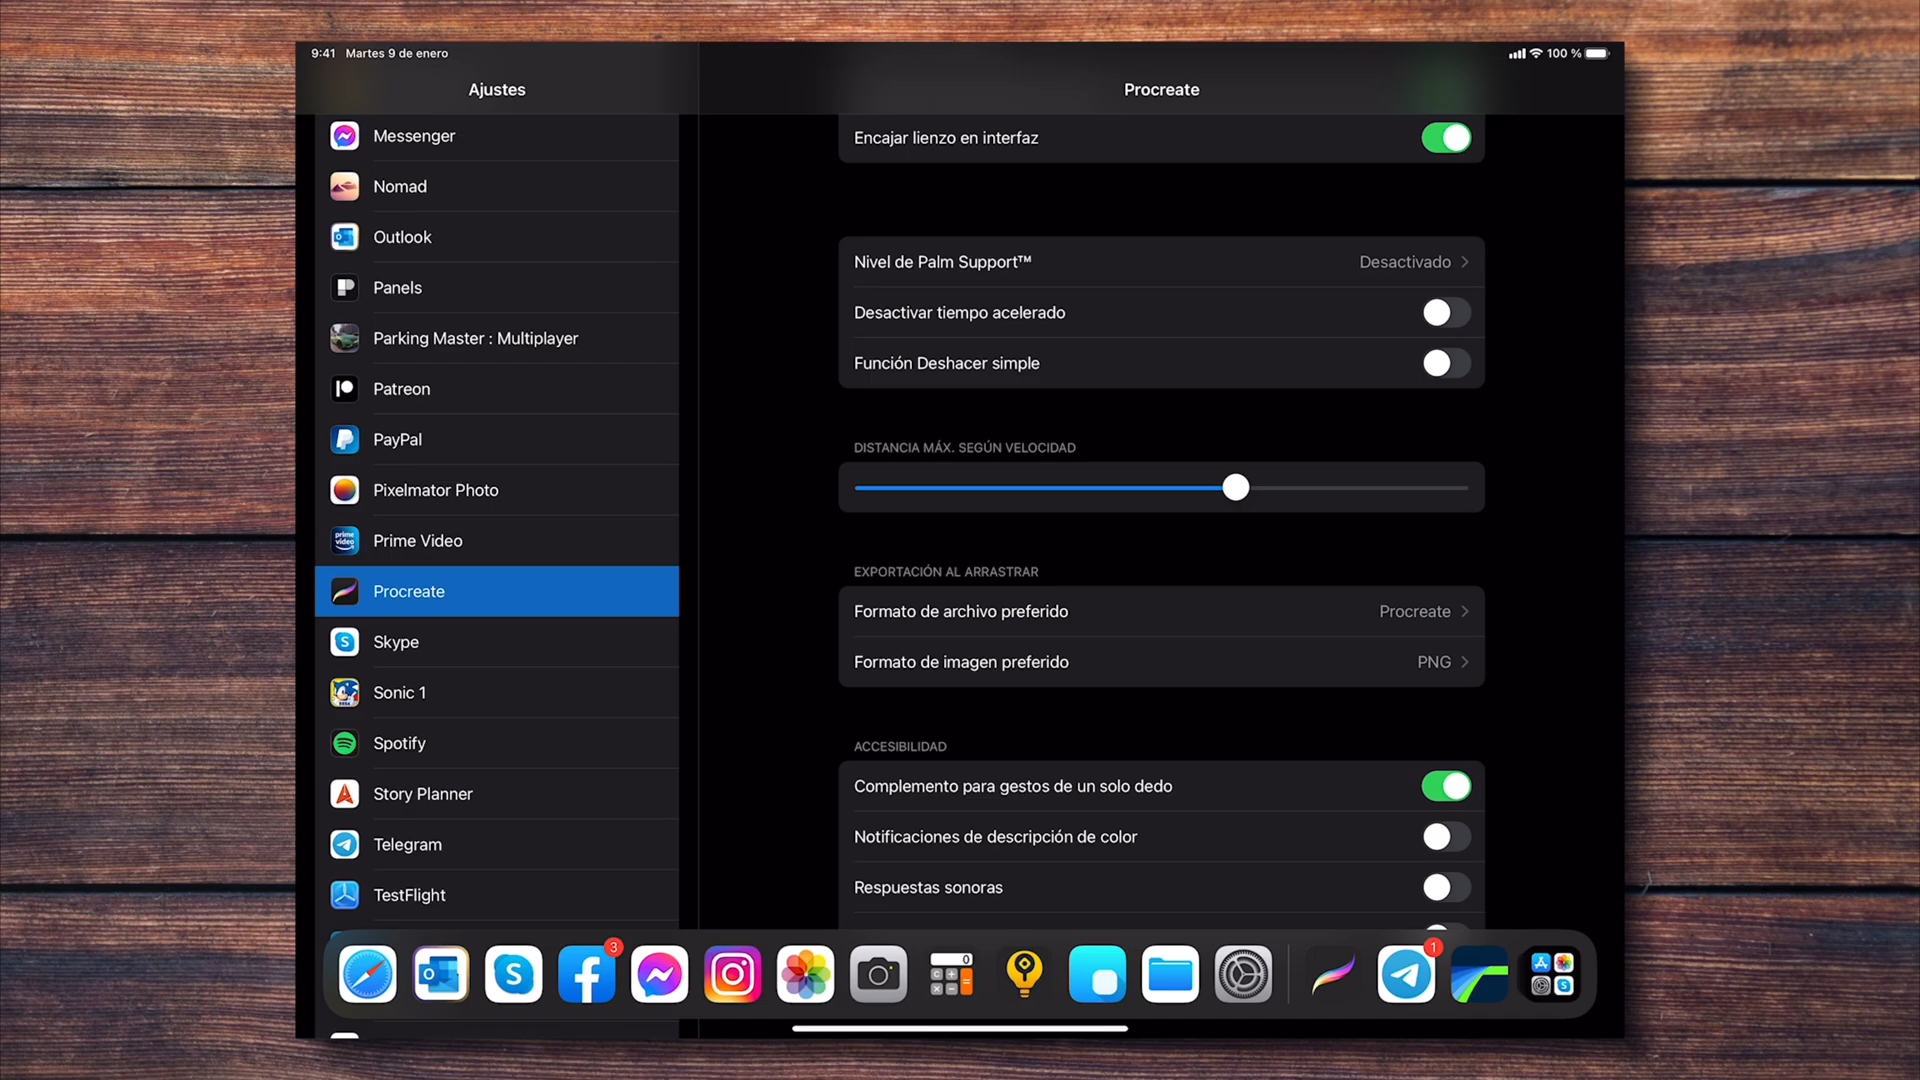 9:41 Martes 9 de enero
100 %
Ajustes
Procreate
Messenger
Nomad
Outlook
Panels
Parking Master : Multiplayer
Patreon
PayPal
Pixelmator Photo
Prime Video
Procreate
Skype
Sonic 1
Spotify
Story Planner
Telegram
TestFlight
Encajar lienzo en interfaz
Nivel de Palm Support™
Desactivado
Desactivar tiempo acelerado
Función Deshacer simple
DISTANCIA MÁX. SEGÚN VELOCIDAD
EXPORTACIÓN AL ARRASTRAR
Formato de archivo preferido
Procreate
Formato de imagen preferido
PNG
ACCESIBILIDAD
Complemento para gestos de un solo dedo
Notificaciones de descripción de color
Respuestas sonoras
prime
video
3
0
1